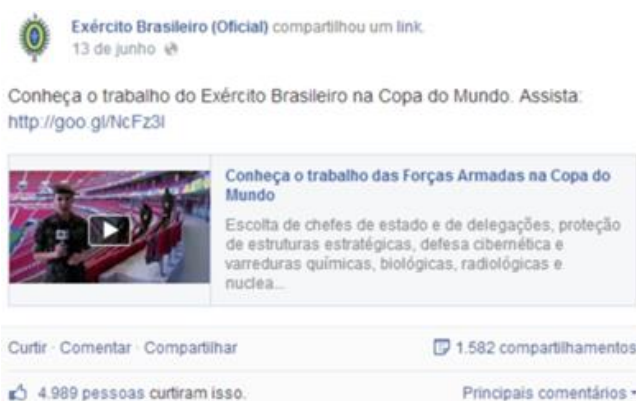 Exército Brasileiro (Oficial) compartilhou um link.
13 de junho
Conheça o trabalho do Exército Brasileiro na Copa do Mundo. Assista:
http://goo.gl/NcFz3l
Conheça o trabalho das Forças Armadas na Copa do
Mundo
Escolta de chefes de estado e de delegações, proteção
de estruturas estratégicas, defesa cibernética e
varreduras químicas, biológicas, radiológicas e
nuclea...
Curtir · Comentar · Compartilhar 1.582 compartilhamentos
4.989 pessoas curtiram isso. Principais comentários